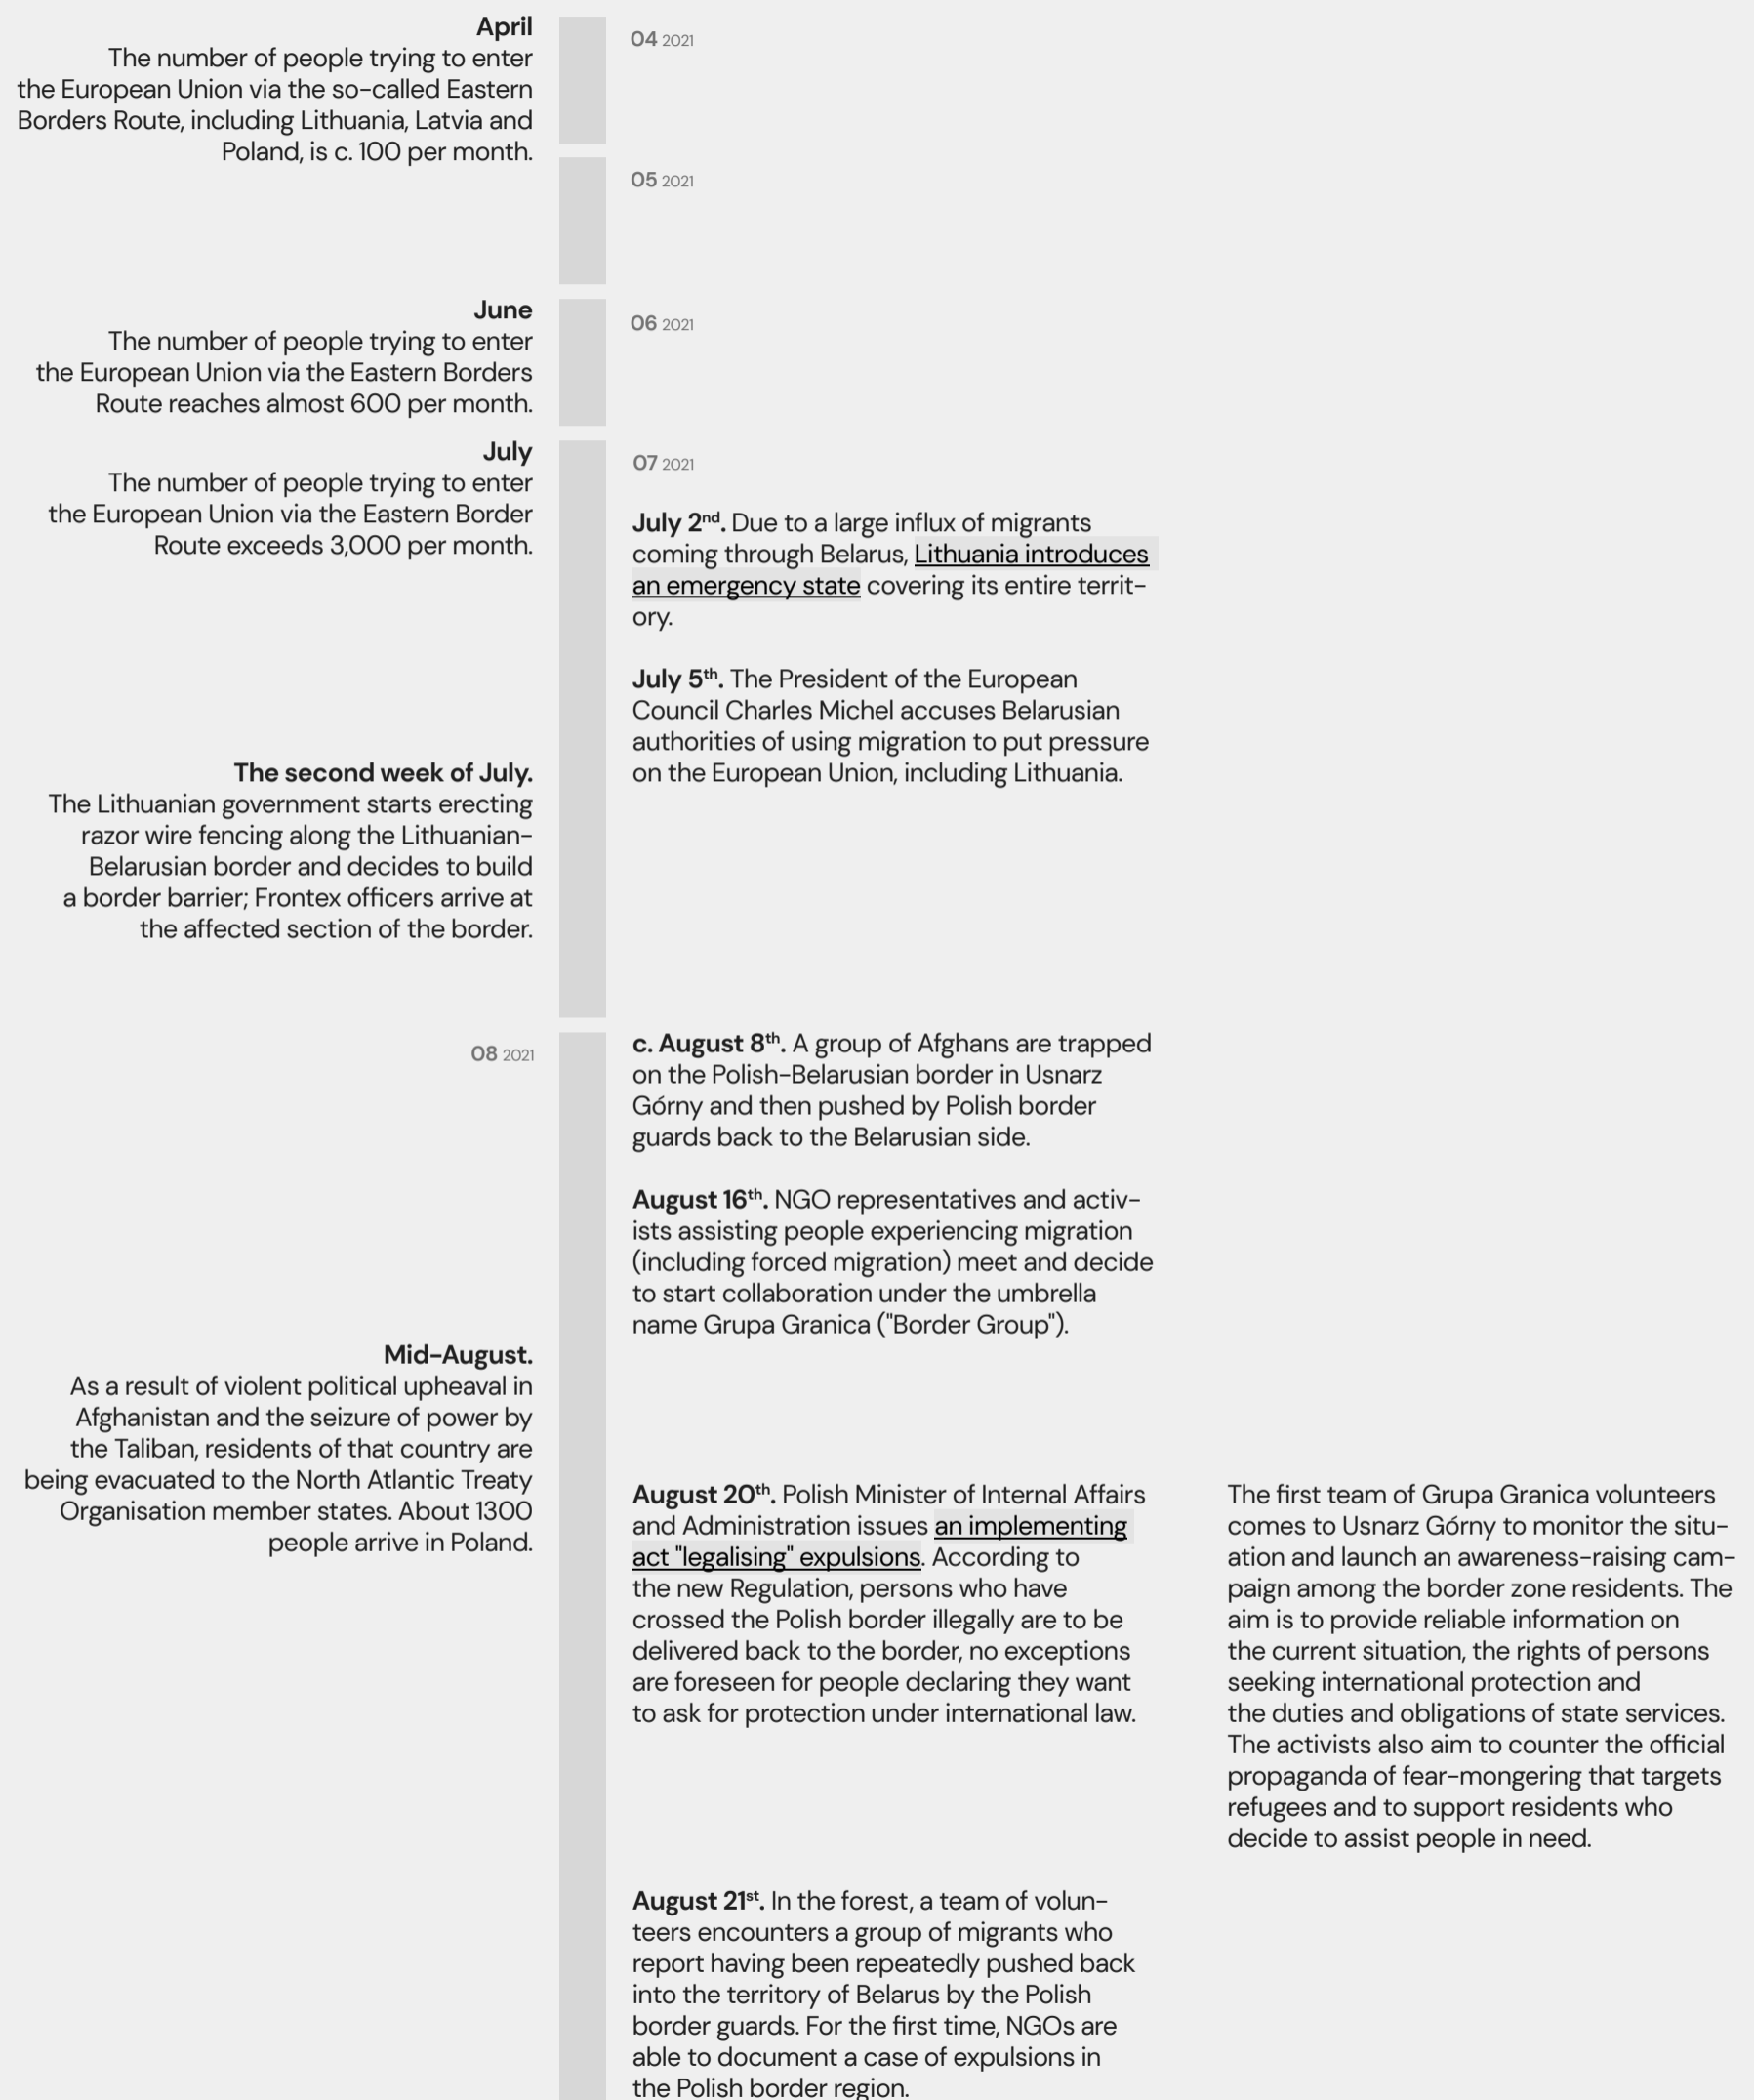 April
The number of people trying to enter
the European Union via the so-called Eastern
Borders Route, including Lithuania, Latvia and
Poland, is c. 100 per month.
04 2021
05 2021
June
The number of people trying to enter
the European Union via the Eastern Borders
Route reaches almost 600 per month.
06 2021
July
The number of people trying to enter
the European Union via the Eastern Border
Route exceeds 3,000 per month.
07 2021
July 2nd. Due to a large influx of migrants
coming through Belarus, Lithuania introduces
an emergency state covering its entire territ-
ory.
July 5th. The President of the European
Council Charles Michel accuses Belarusian
authorities of using migration to put pressure
on the European Union, including Lithuania.
The second week of July.
The Lithuanian government starts erecting
razor wire fencing along the Lithuanian-
Belarusian border and decides to build
a border barrier; Frontex officers arrive at
the affected section of the border.
08 2021
c. August 8th. A group of Afghans are trapped
on the Polish-Belarusian border in Usnarz
Górny and then pushed by Polish border
guards back to the Belarusian side.
August 16th. NGO representatives and activ-
ists assisting people experiencing migration
(including forced migration) meet and decide
to start collaboration under the umbrella
name Grupa Granica ("Border Group").
Mid-August.
As a result of violent political upheaval in
Afghanistan and the seizure of power by
the Taliban, residents of that country are
being evacuated to the North Atlantic Treaty
Organisation member states. About 1300
people arrive in Poland.
August 20th. Polish Minister of Internal Affairs
and Administration issues an implementing
act "legalising" expulsions. According to
the new Regulation, persons who have
crossed the Polish border illegally are to be
delivered back to the border, no exceptions
are foreseen for people declaring they want
to ask for protection under international law.
The first team of Grupa Granica volunteers
comes to Usnarz Górny to monitor the situ-
ation and launch an awareness-raising cam-
paign among the border zone residents. The
aim is to provide reliable information on
the current situation, the rights of persons
seeking international protection and
the duties and obligations of state services.
The activists also aim to counter the official
propaganda of fear-mongering that targets
refugees and to support residents who
decide to assist people in need.
August 21st. In the forest, a team of volun-
teers encounters a group of migrants who
report having been repeatedly pushed back
into the territory of Belarus by the Polish
border guards. For the first time, NGOs are
able to document a case of expulsions in
the Polish border region.